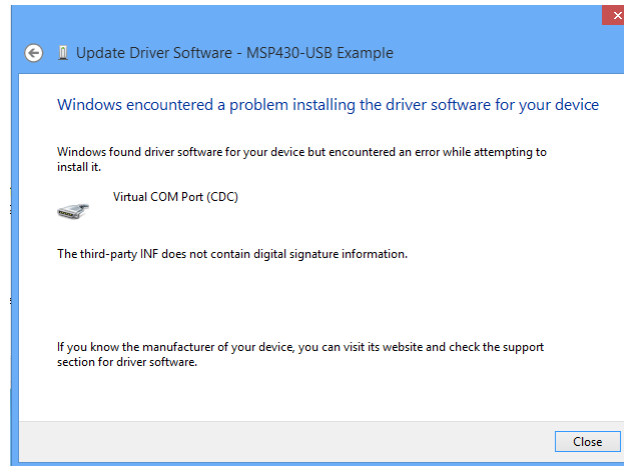 Update Driver Software - MSP430-USB Example
Windows encountered a problem installing the driver software for your device
Windows found driver software for your device but encountered an error while attempting to
install it.
Virtual COM Port (CDC)
The third-party INF does not contain digital signature information.
If you know the manufacturer of your device, you can visit its website and check the support
section for driver software.
Close